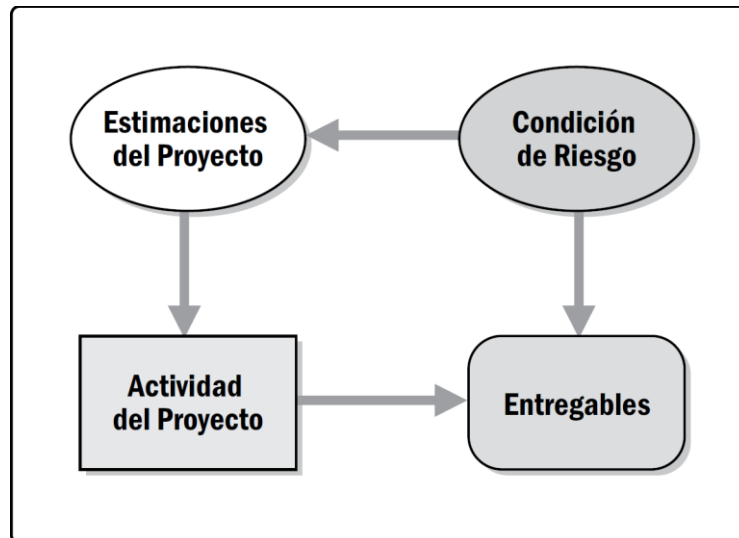 Estimaciones
del Proyecto
Condición
de Riesgo
Actividad
del Proyecto
Entregables